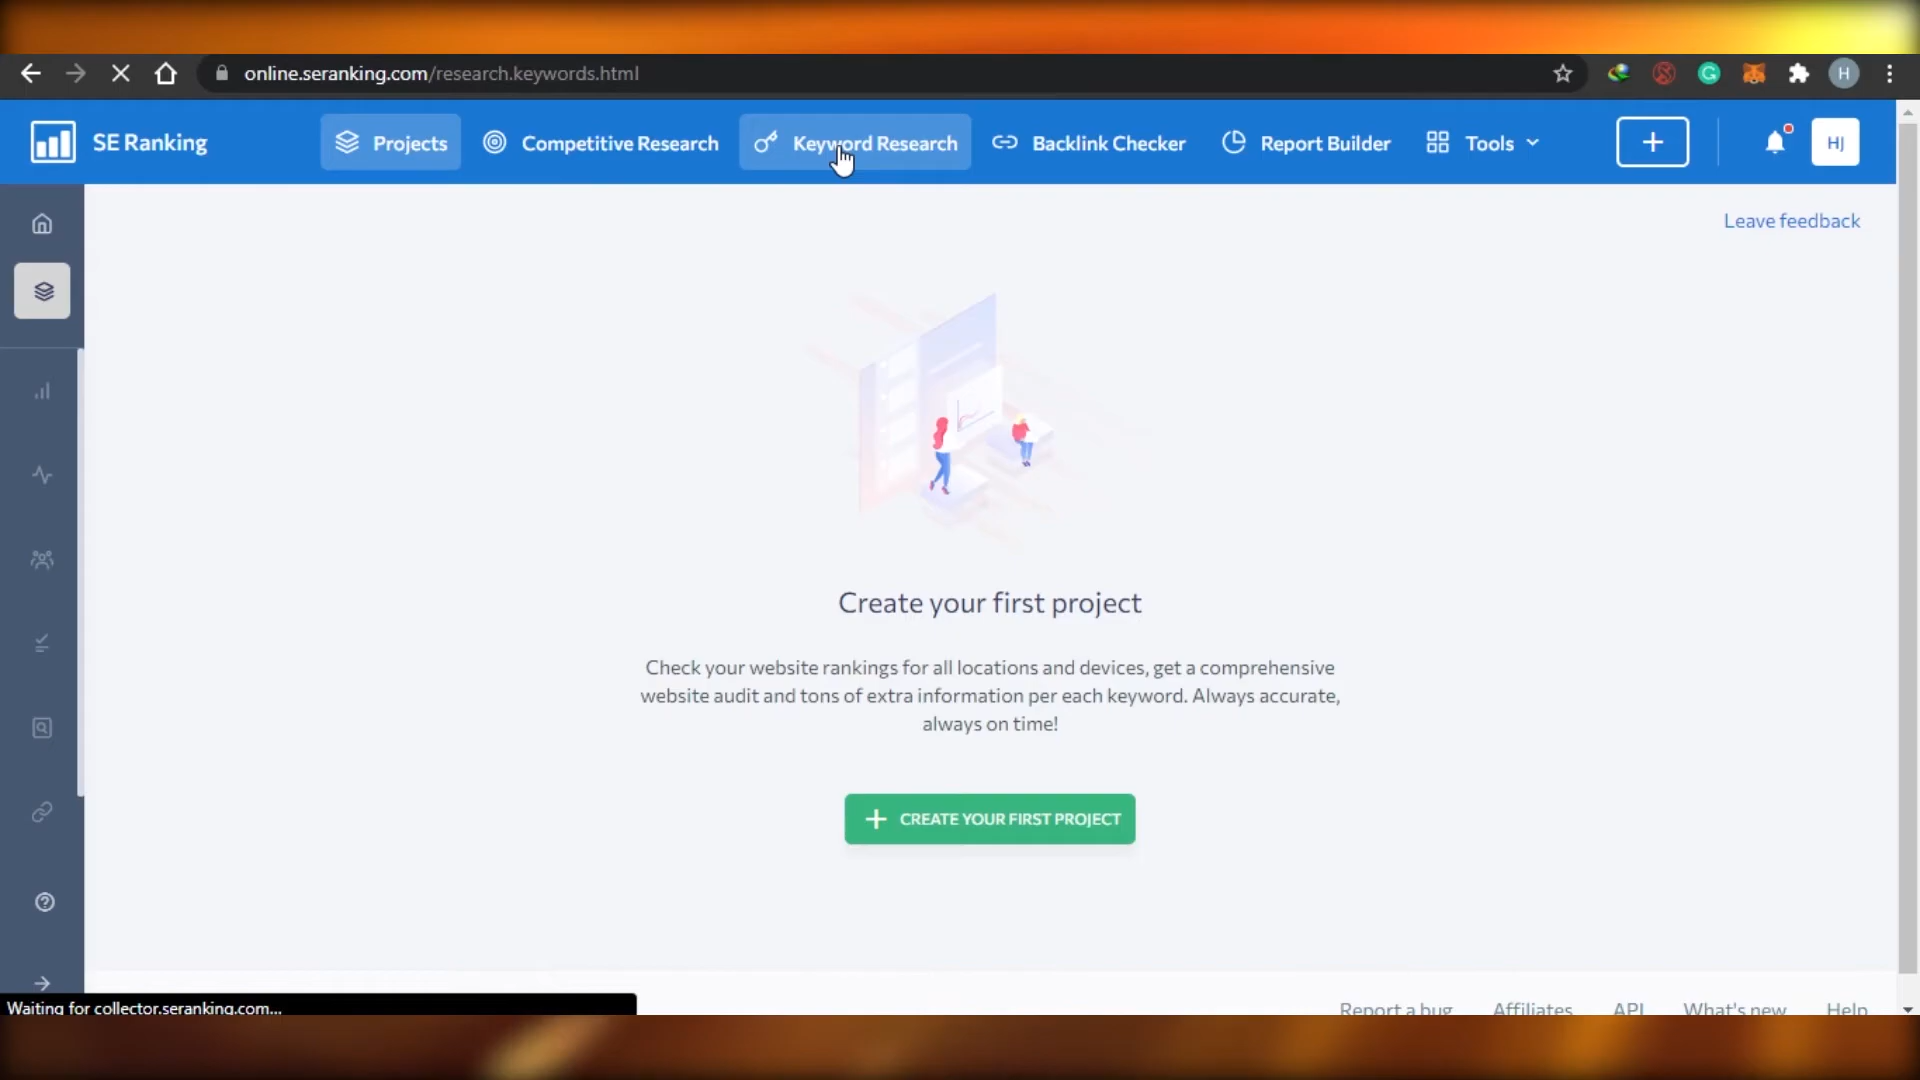 online.seranking.com/research.keywords.html
H
SE Ranking
Projects
Competitive Research
Keyword Research
Backlink Checker
Report Builder
Tools
HJ
Leave feedback
Create your first project
Check your website rankings for all locations and devices, get a comprehensive
website audit and tons of extra information per each keyword. Always accurate,
always on time!
CREATE YOUR FIRST PROJECT
Waiting for collector.seranking.com...
Report a bug
Affiliates
API
What's new
Help